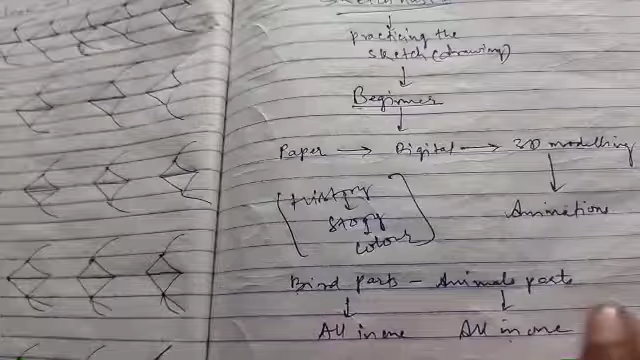 practicing the
sketch (drawing)
Beginner
Paper → Digital → 3D modelling
History
Animations
Story
colour
Bird parts - Animals parts
All in one All in one